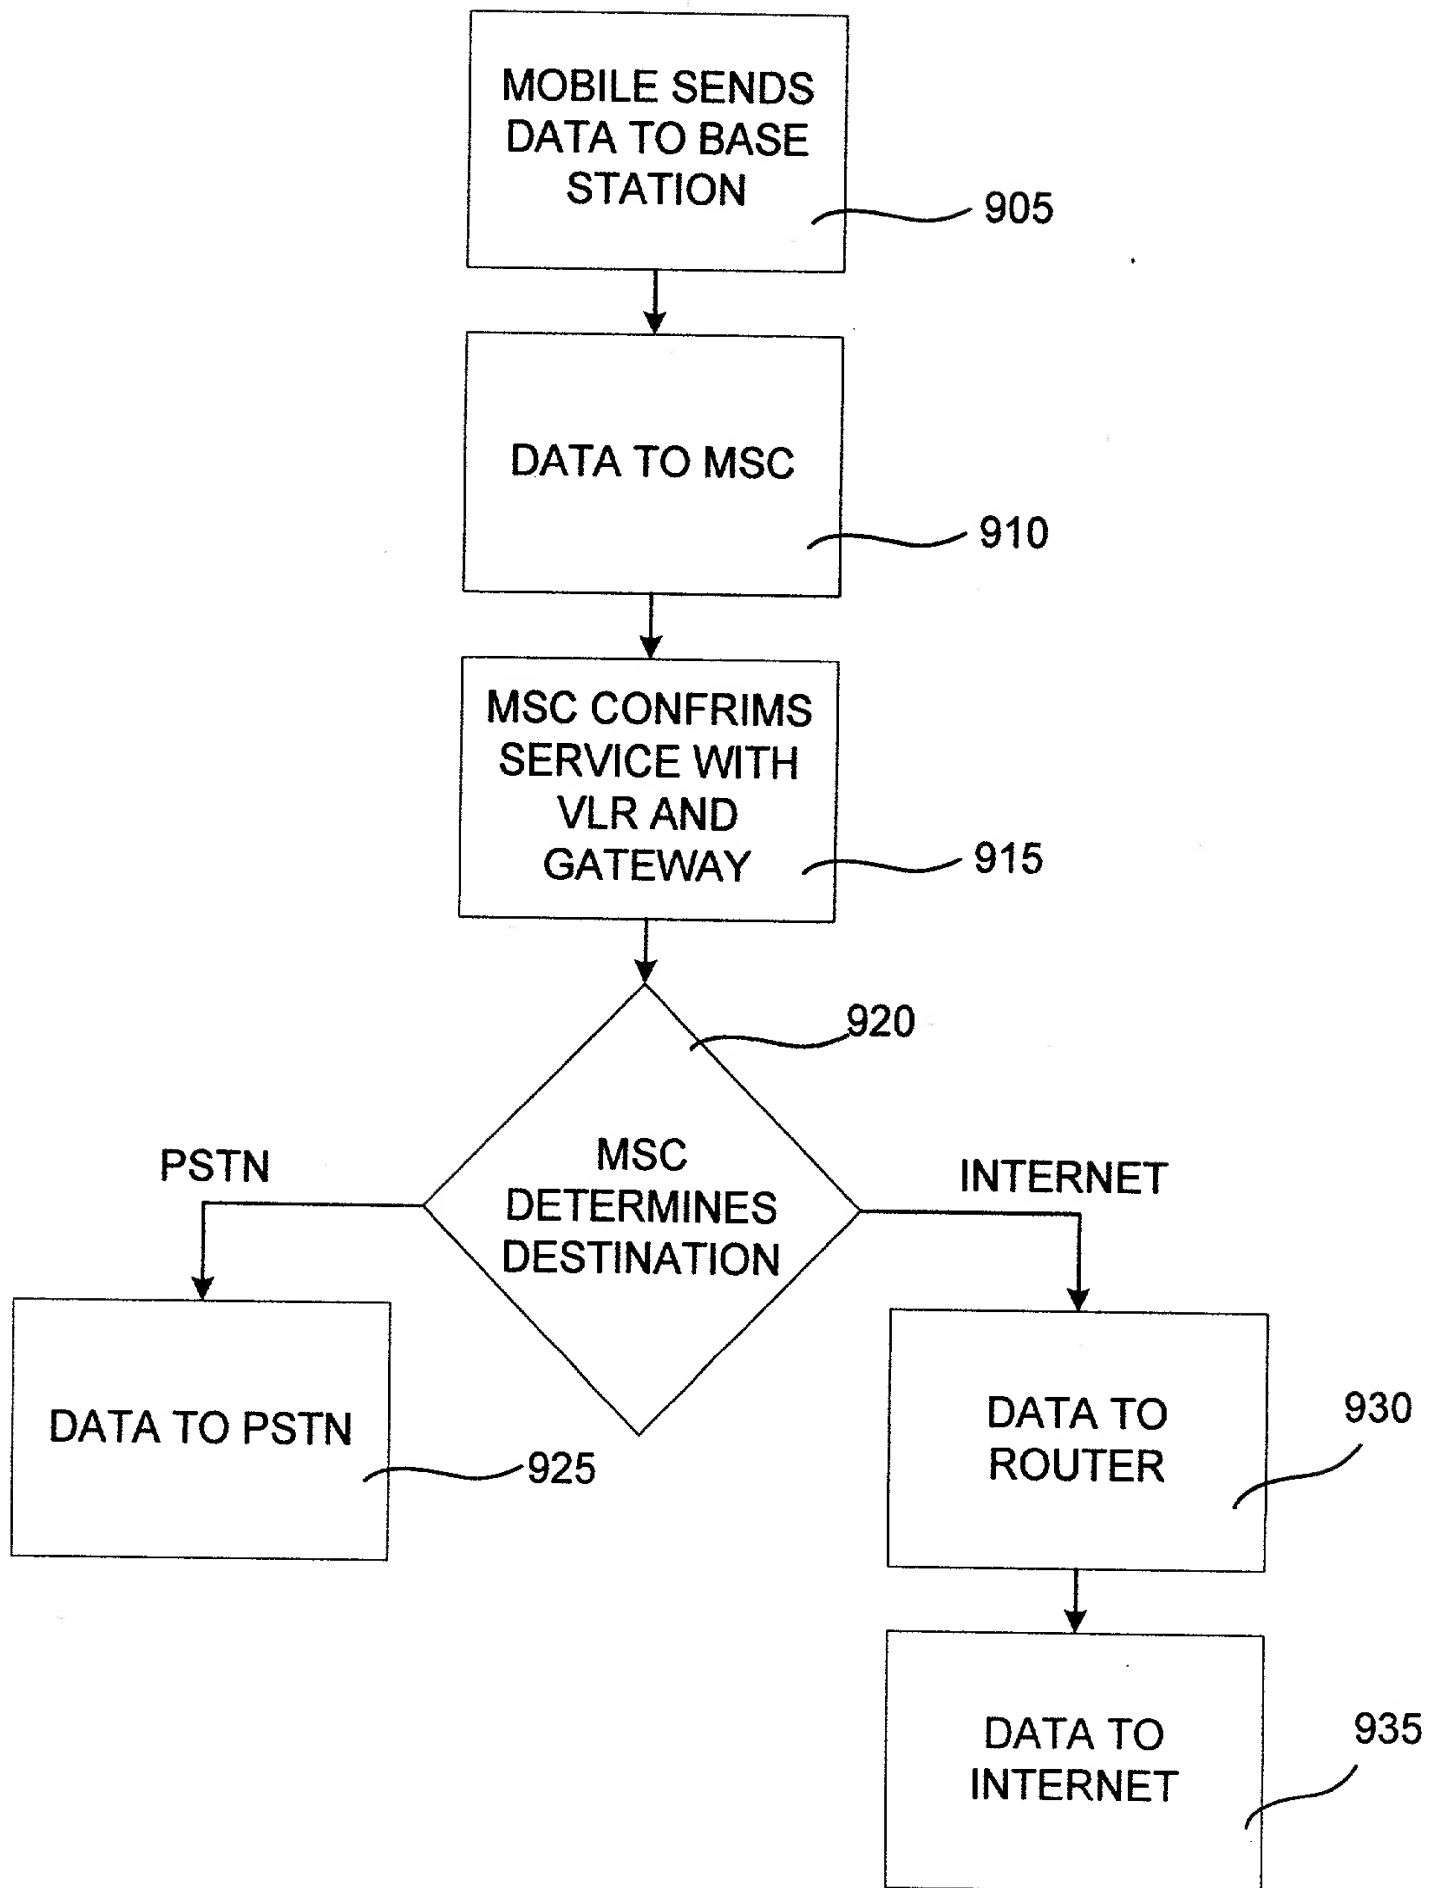 MOBILE SENDS
DATA TO BASE
STATION
905
DATA TO MSC
910
MSC CONFRIMS
SERVICE WITH
VLR AND
GATEWAY
915
920
MSC
DETERMINES
DESTINATION
PSTN
INTERNET
DATA TO PSTN
925
DATA TO
ROUTER
930
DATA TO
INTERNET
935